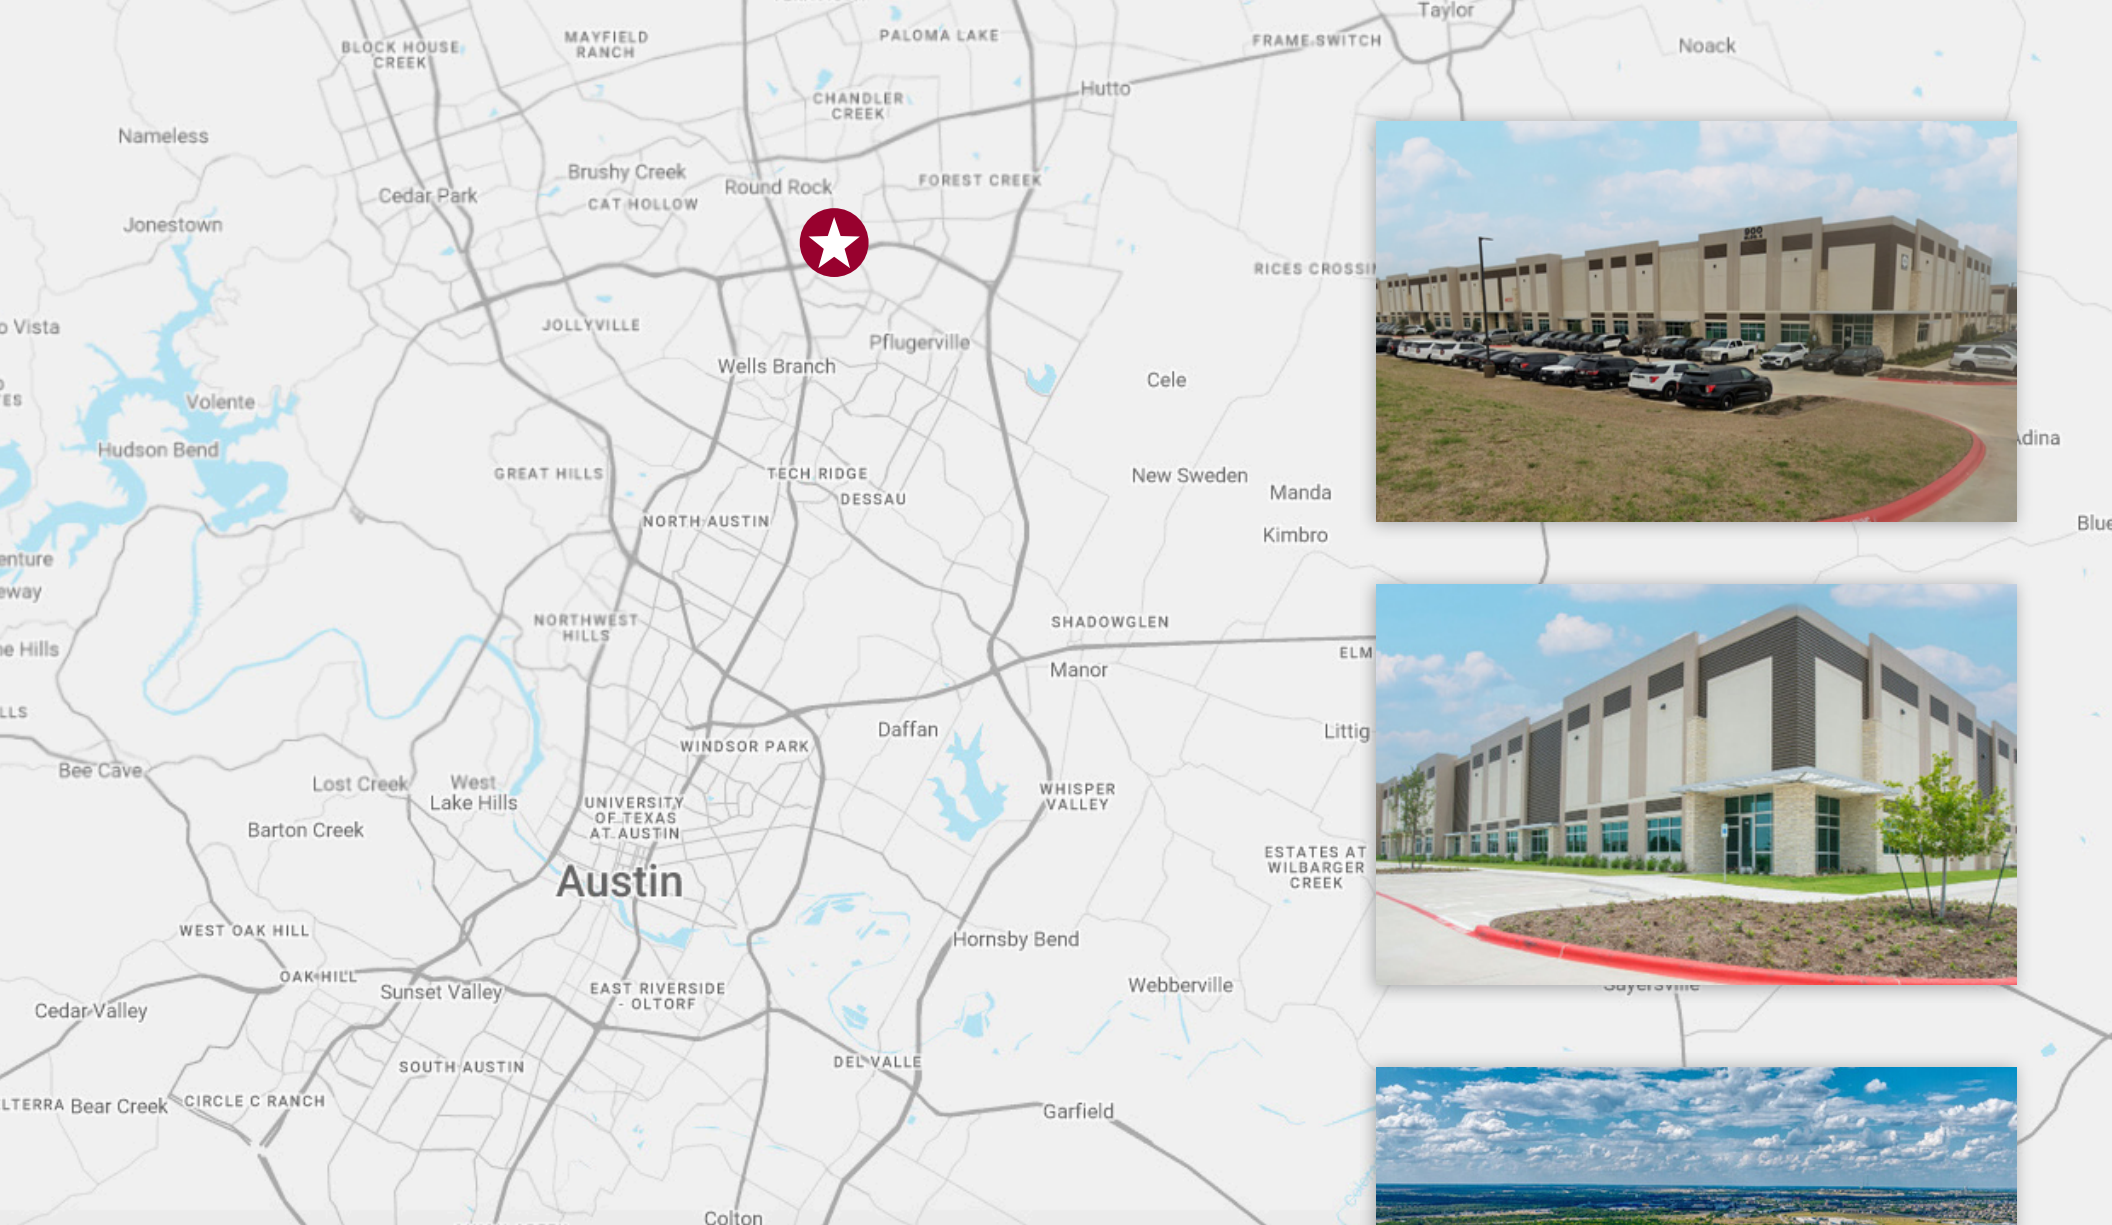 Taylor
BLOCK HOUSE
CREEK
MAYFIELD
RANCH
PALOMA LAKE
FRAME SWITCH
Noack
Hutto
CHANDLER
CREEK
Nameless
Brushy Creek
Round Rock
FOREST CREEK
Cedar Park
CAT HOLLOW
Jonestown
900
RICES CROSSI
o Vista
JOLLYVILLE
Pflugerville
Wells Branch
Cele
ES
Volente
Hudson Bend
dina
GREAT HILLS
TECH RIDGE
New Sweden
DESSAU
Manda
NORTH AUSTIN
Blue
Kimbro
enture
eway
NORTHWEST
HILLS
SHADOWGLEN
e Hills
ELM
Manor
LLS
Daffan
Littig
WINDSOR PARK
Bee Cave
Lost Creek
West
Lake Hills
WHISPER
VALLEY
UNIVERSITY
OF TEXAS
AT AUSTIN
Barton Creek
ESTATES AT
WILBARGER
CREEK
Austin
WEST OAK HILL
Hornsby Bend
OAK HILL
Sunset Valley
EAST RIVERSIDE
- OLTORF
Webberville
Sayersville
Cedar Valley
DEL VALLE
SOUTH AUSTIN
LTERRA
Bear Creek
CIRCLE C RANCH
Garfield
Colton